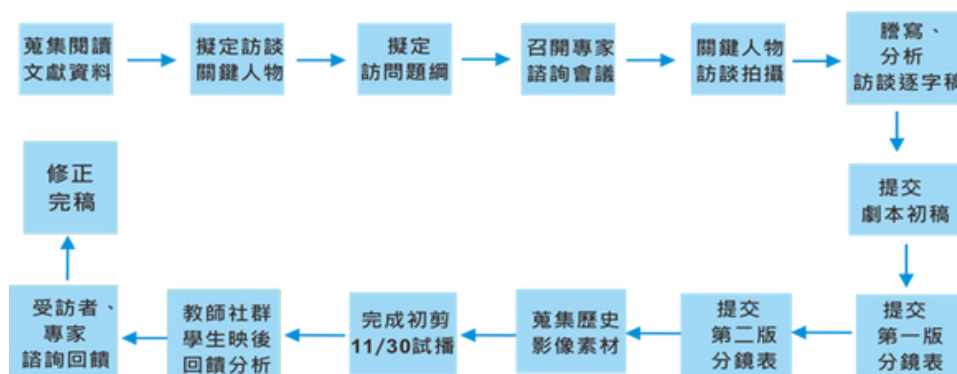 蒐集閱讀
文獻資料
擬定訪談
關鍵人物
擬定
訪問題綱
召開專家
諮詢會議
關鍵人物
訪談拍攝
謄寫、
分析
訪談逐字稿
提交
劇本初稿
提交
第一版
分鏡表
提交
第二版
分鏡表
蒐集歷史
影像素材
完成初剪
11/30試播
教師社群
學生映後
回饋分析
受訪者、
專家
諮詢回饋
修正
完稿